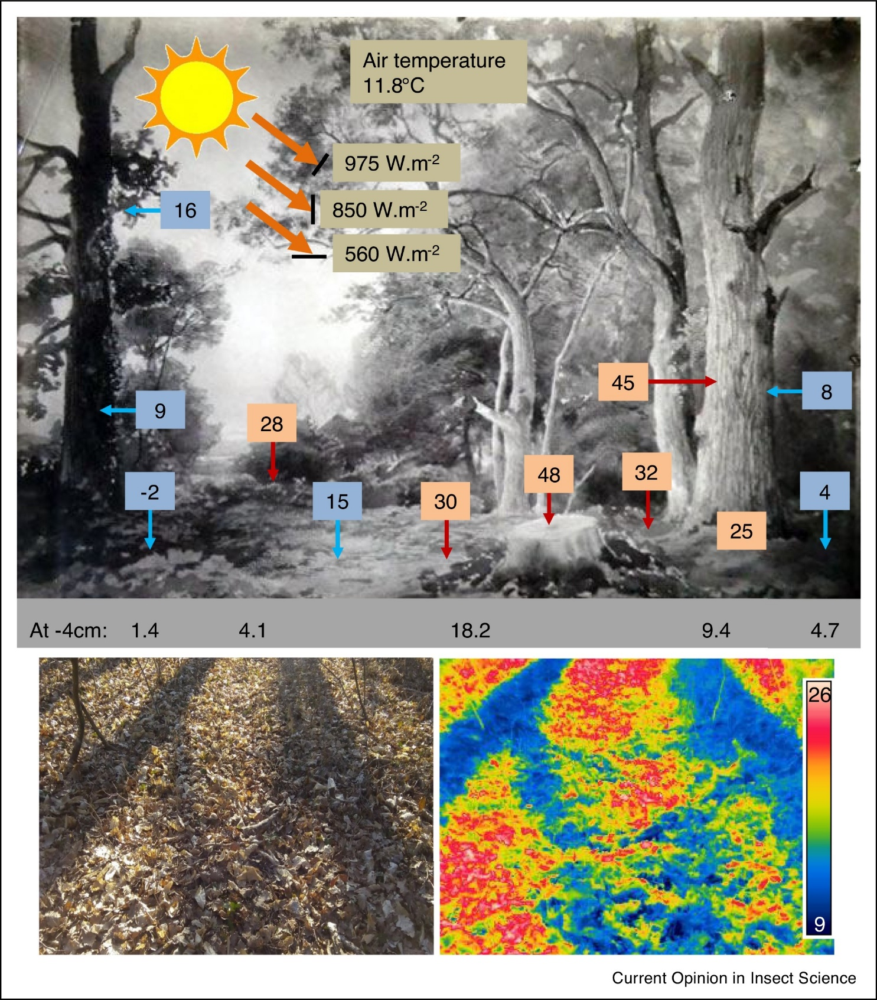 Air temperature
11.8°C
975 W.m-2
850 W.m-2
560 W.m-2
16
45
8
9
28
48
32
-2
15
30
4
25
At -4cm: 1.4 4.1 18.2 9.4 4.7
26
9
Current Opinion in Insect Science